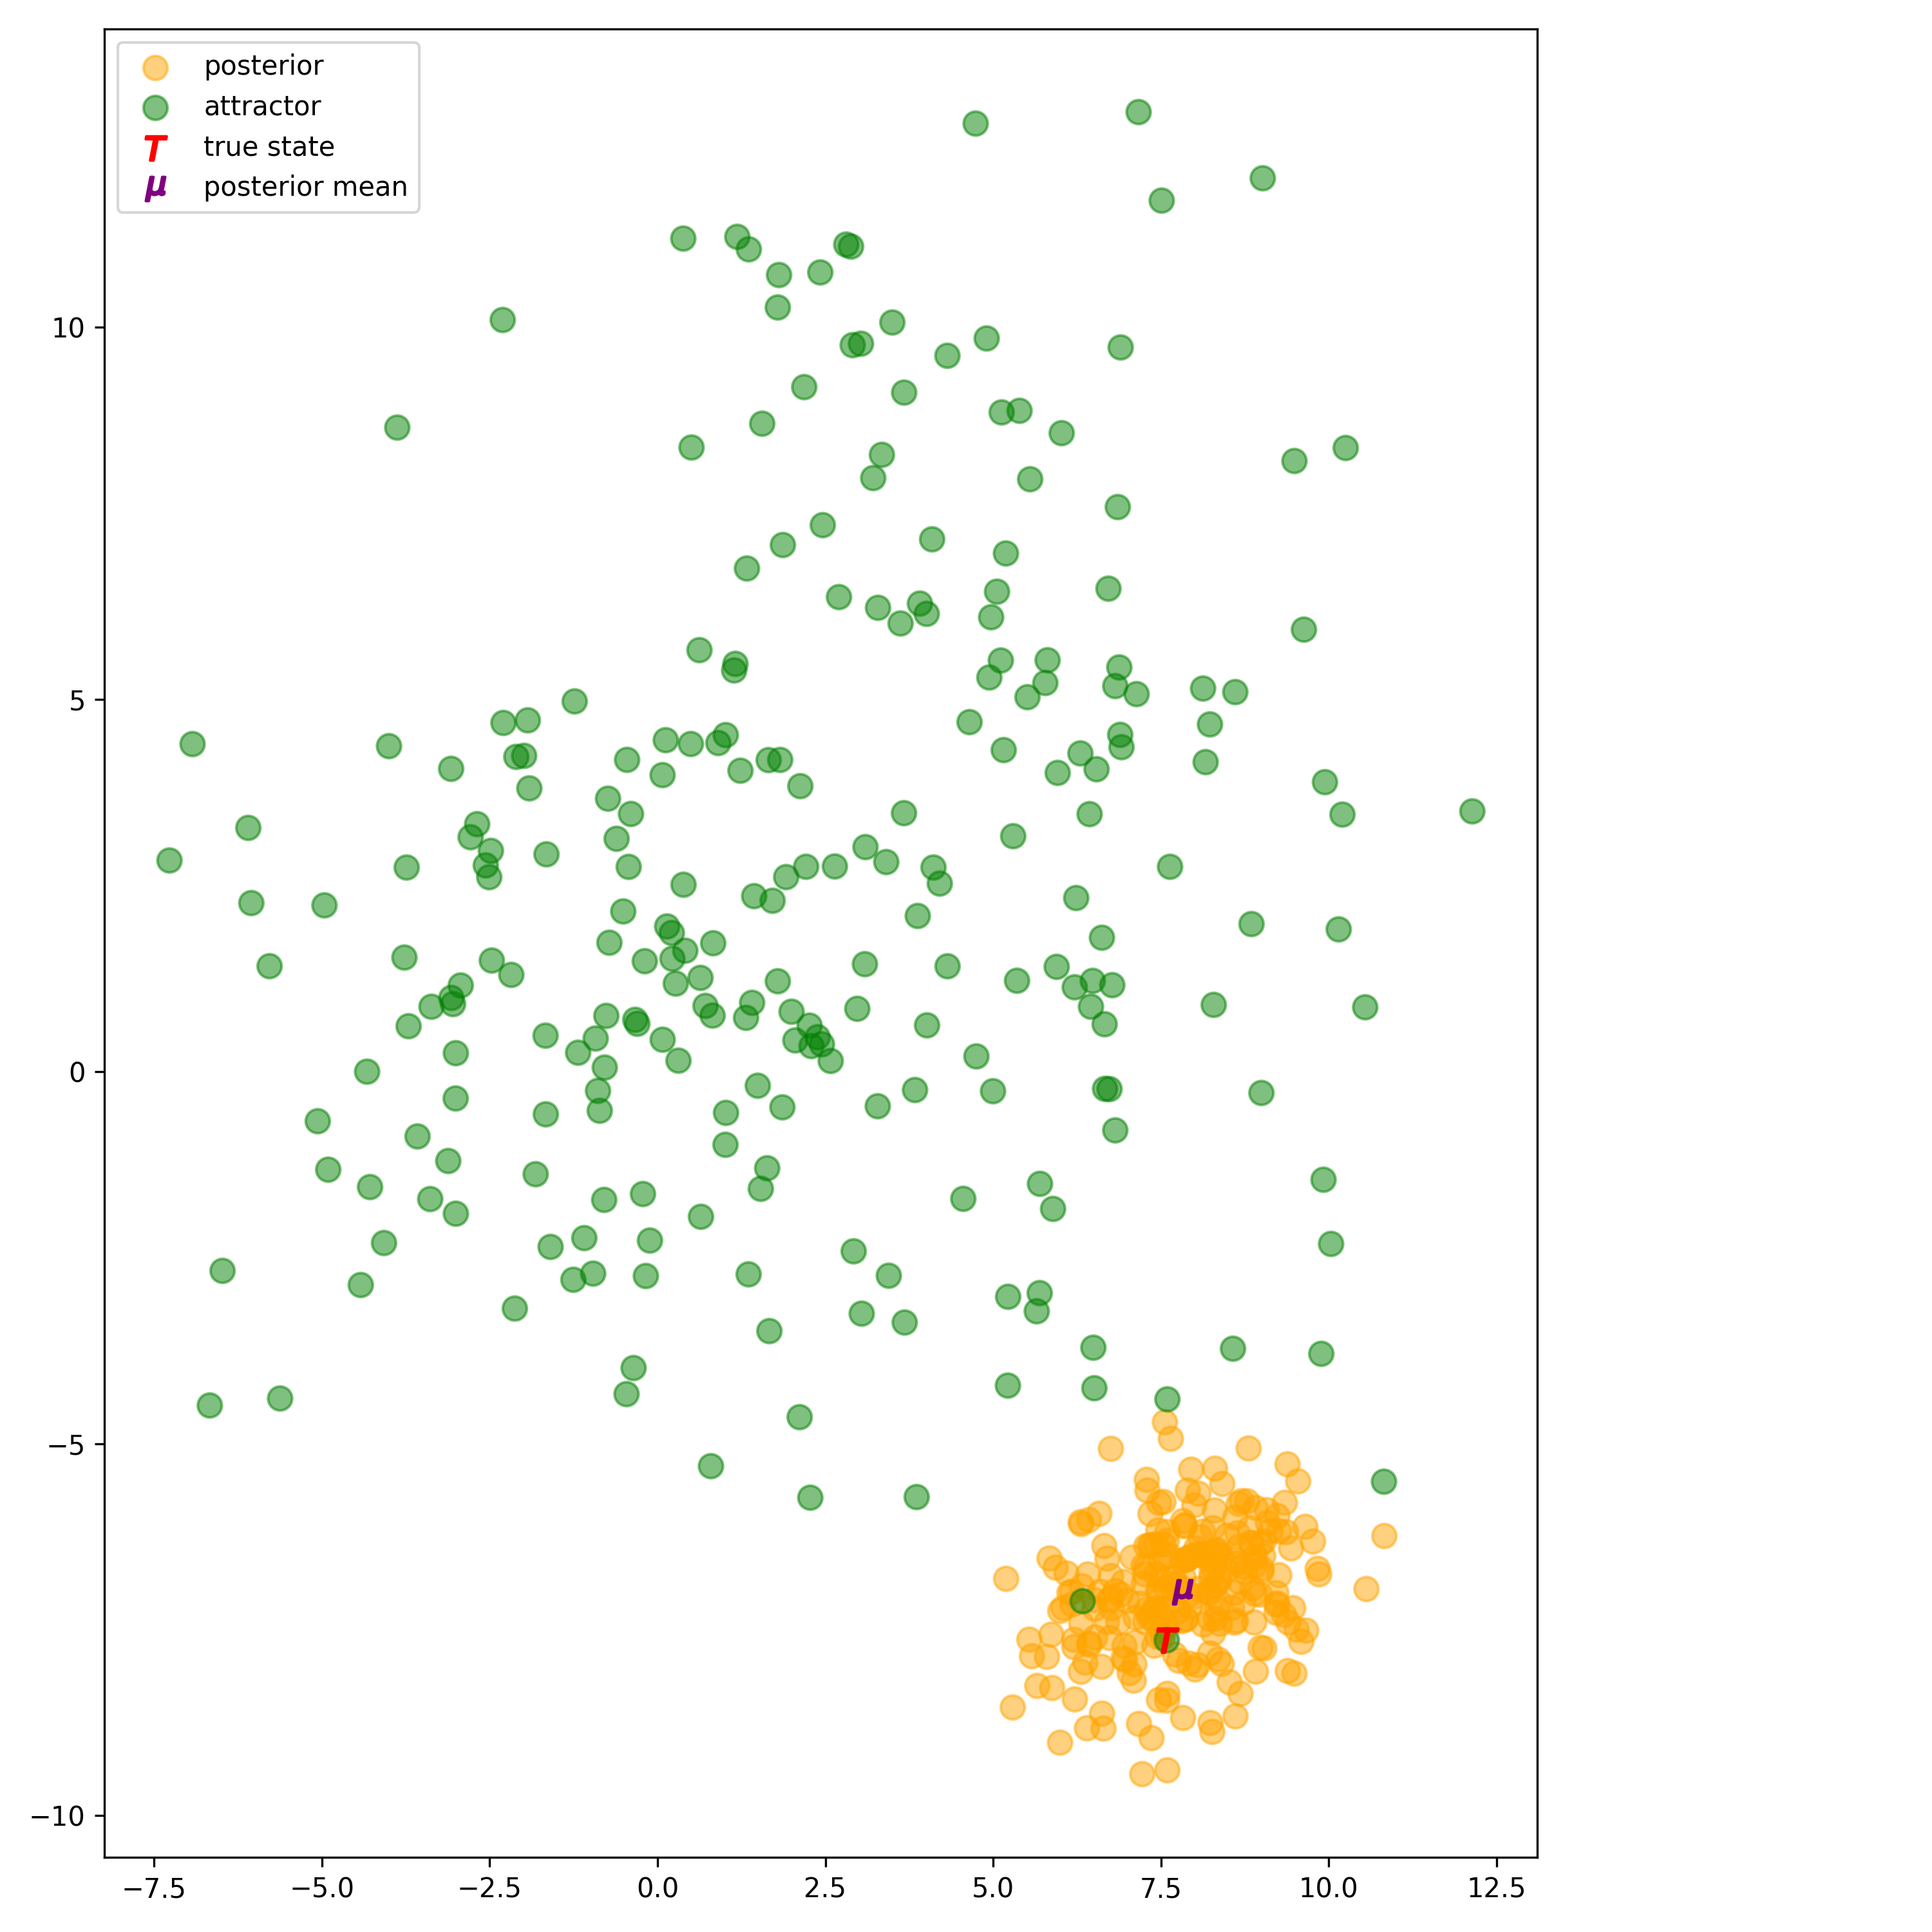 posterior
attractor
T true state
μ posterior mean
10
5
0
−5
−10
μ
T
−7.5 −5.0 −2.5 0.0 2.5 5.0 7.5 10.0 12.5